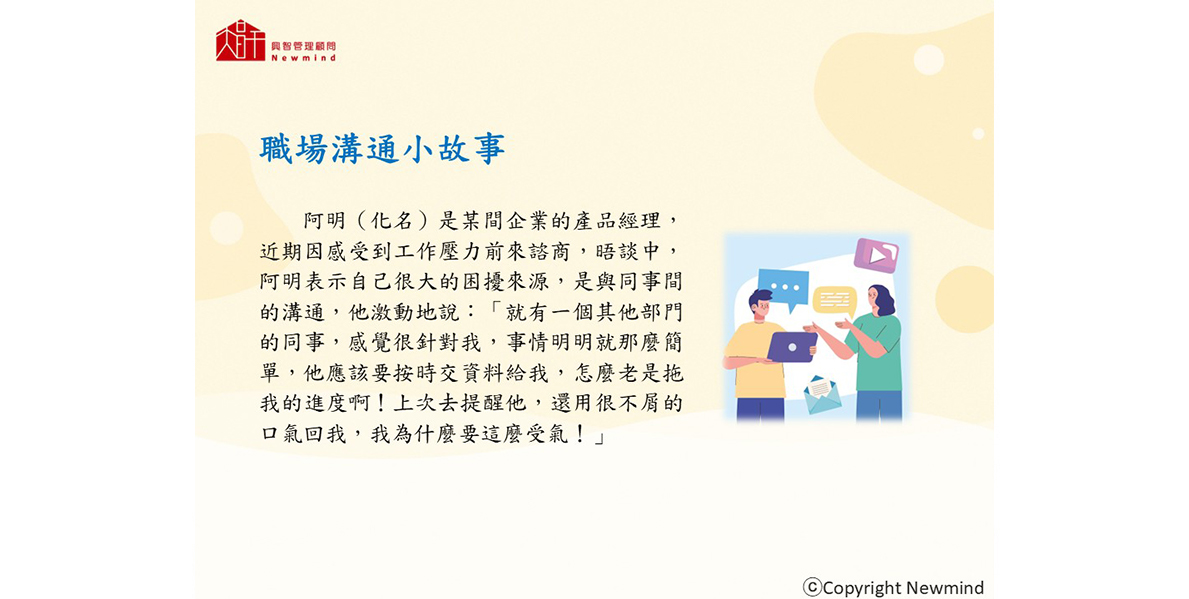 興智管理顧問
Newmind
職場溝通小故事
阿明（化名）是某間企業的產品經理，
近期因感受到工作壓力前來諮商，晤談中，
阿明表示自己很大的困擾來源，是與同事間
的溝通，他激動地說：「就有一個其他部門
的同事，感覺很針對我，事情明明就那麼簡
單，他應該要按時交資料給我，怎麼老是拖
我的進度啊！上次去提醒他，還用很不屑的
口氣回我，我為什麼要這麼受氣！」
ⓒCopyright Newmind